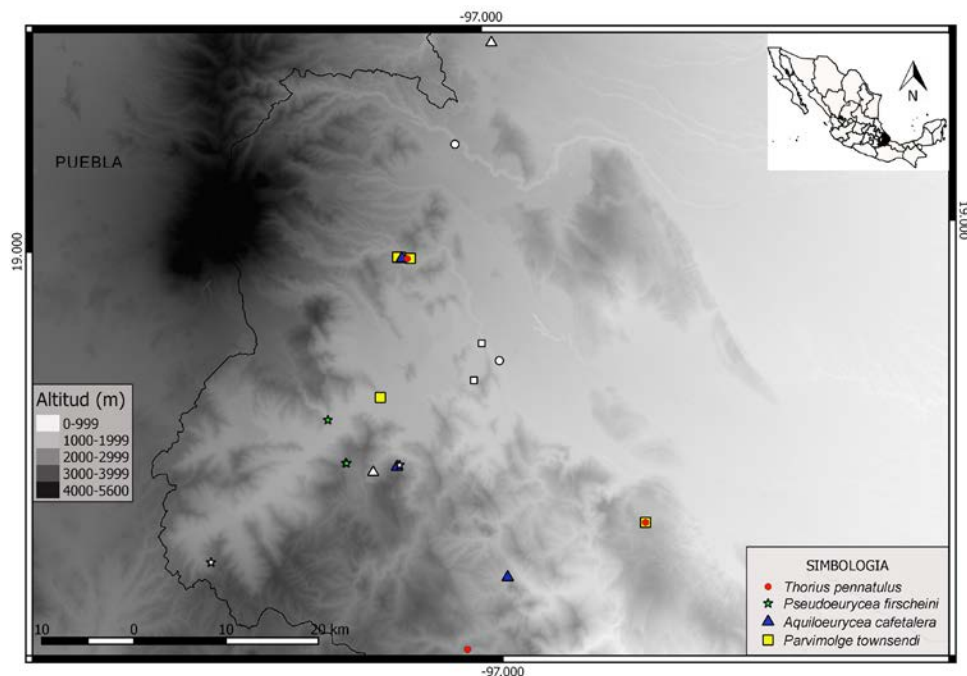 -97.000
N
PUEBLA
19.000
19.000
Altitud (m)
0-999
1000-1999
2000-2999
3000-3999
4000-5600
SIMBOLOGIA
Thorius pennatulus
Pseudoeurycea firscheini
Aquiloeurycea cafetalera
Parvimolge townsendi
10 0 10 20 km
-97.000